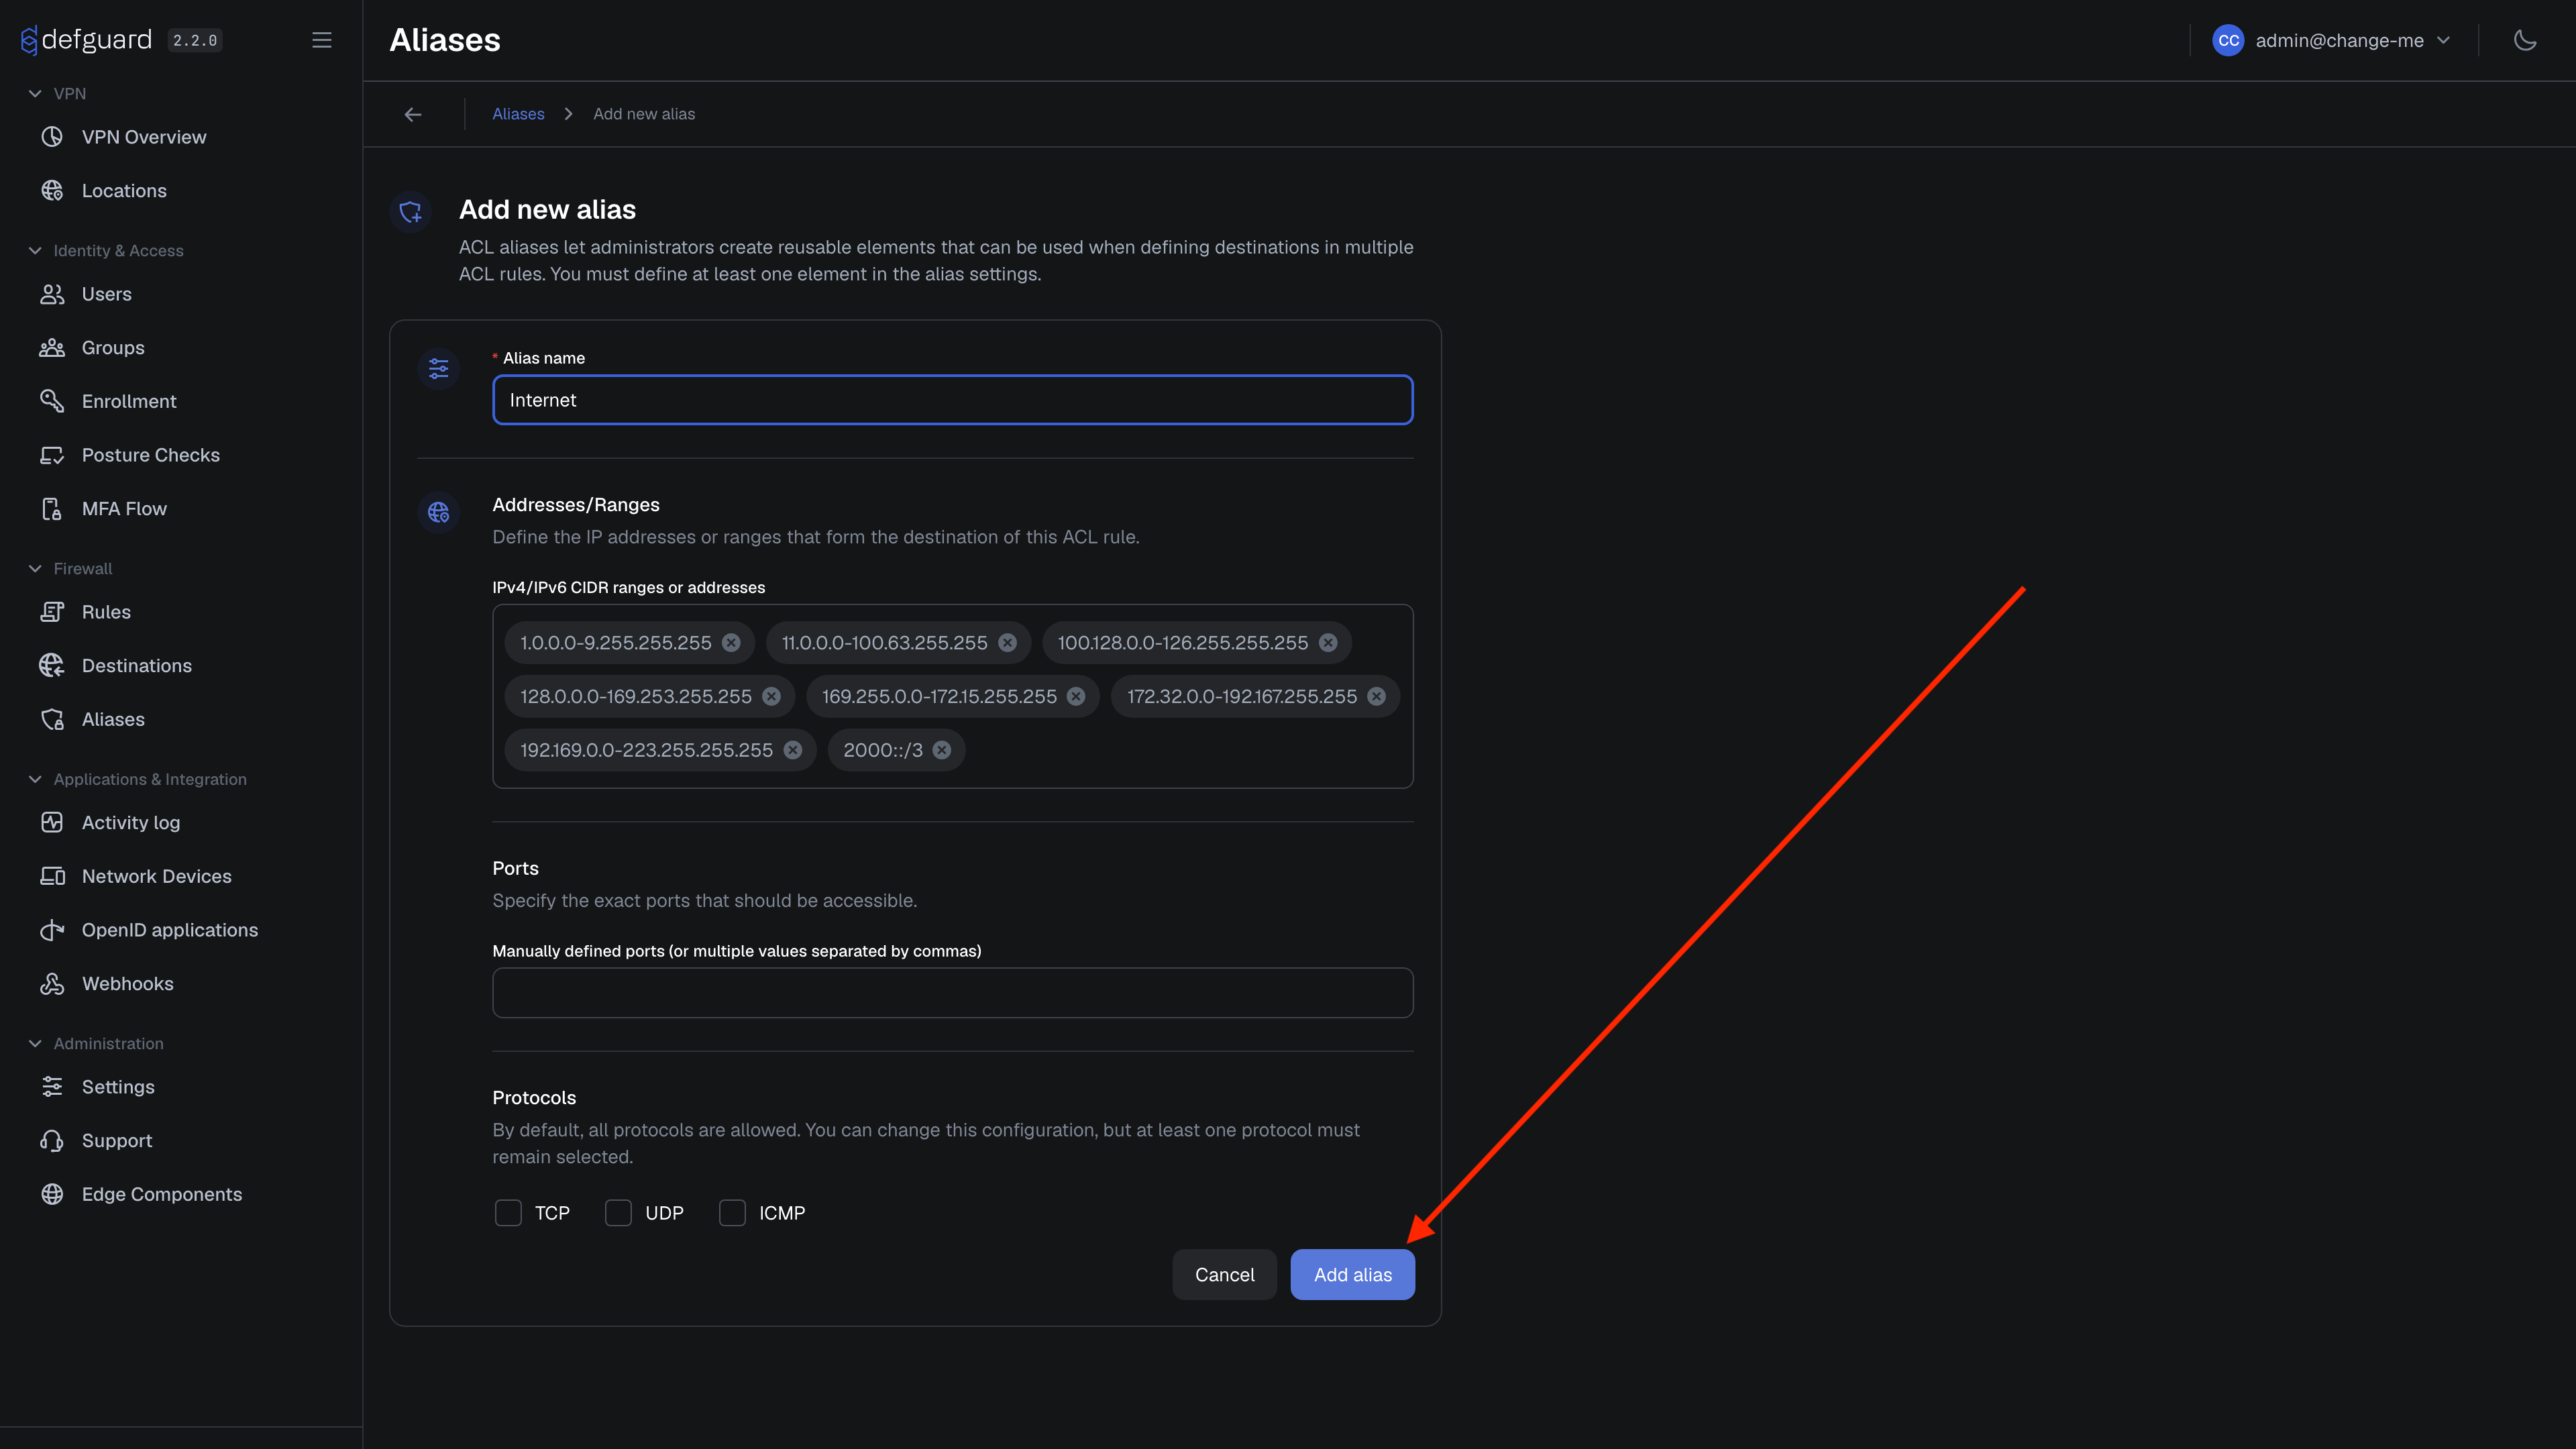 defguard 2.2.0
Aliases
CC admin@change-me
VPN
VPN Overview
Locations
Identity & Access
Users
Groups
Enrollment
Posture Checks
MFA Flow
Firewall
Rules
Destinations
Aliases
Applications & Integration
Activity log
Network Devices
OpenID applications
Webhooks
Administration
Settings
Support
Edge Components
Aliases Add new alias
Add new alias
ACL aliases let administrators create reusable elements that can be used when defining destinations in multiple
ACL rules. You must define at least one element in the alias settings.
* Alias name
Internet
Addresses/Ranges
Define the IP addresses or ranges that form the destination of this ACL rule.
IPv4/IPv6 CIDR ranges or addresses
1.0.0.0-9.255.255.255 11.0.0.0-100.63.255.255 100.128.0.0-126.255.255.255
128.0.0.0-169.253.255.255 169.255.0.0-172.15.255.255 172.32.0.0-192.167.255.255
192.169.0.0-223.255.255.255 2000::/3
Ports
Specify the exact ports that should be accessible.
Manually defined ports (or multiple values separated by commas)
Protocols
By default, all protocols are allowed. You can change this configuration, but at least one protocol must
remain selected.
TCP UDP ICMP
Cancel Add alias